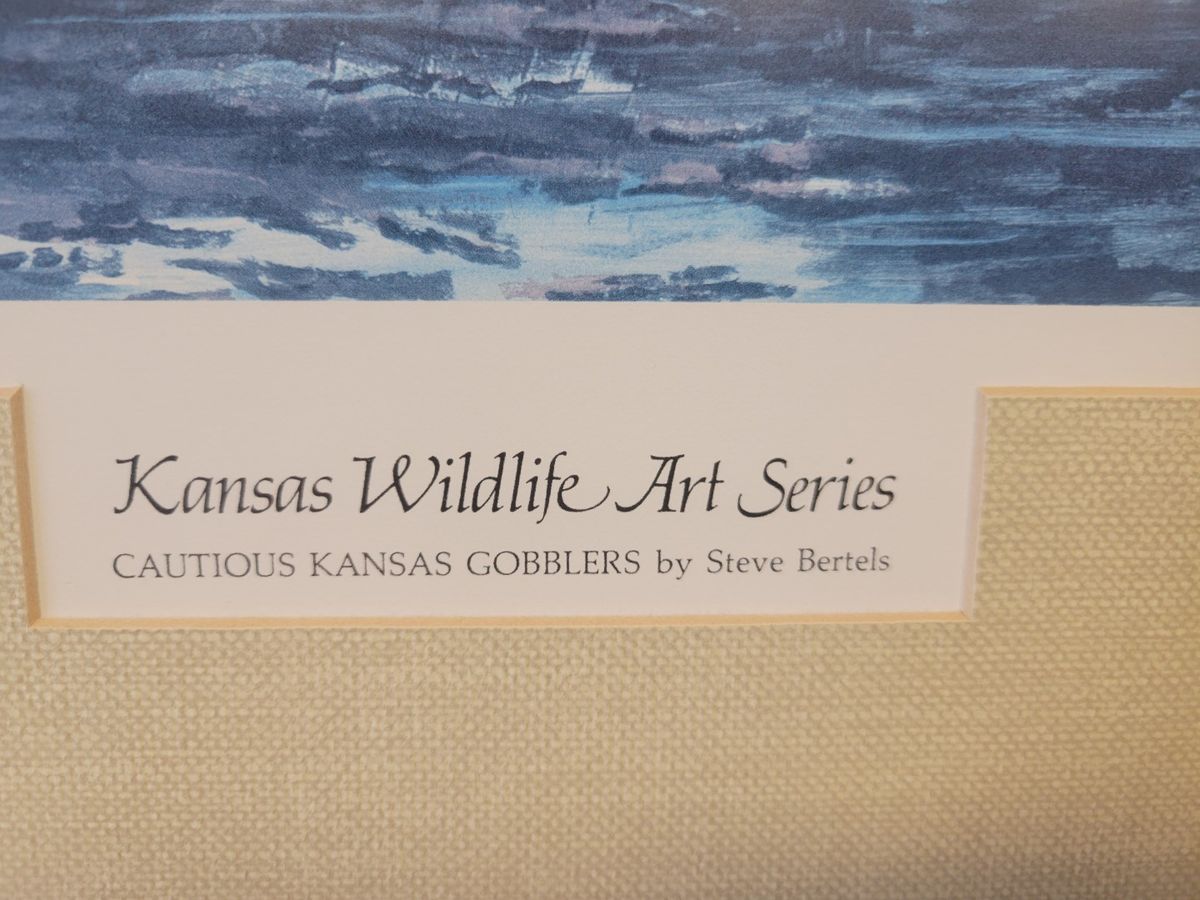 Kansas Wildlife Art Series
CAUTIOUS KANSAS GOBBLERS by Steve Bertels